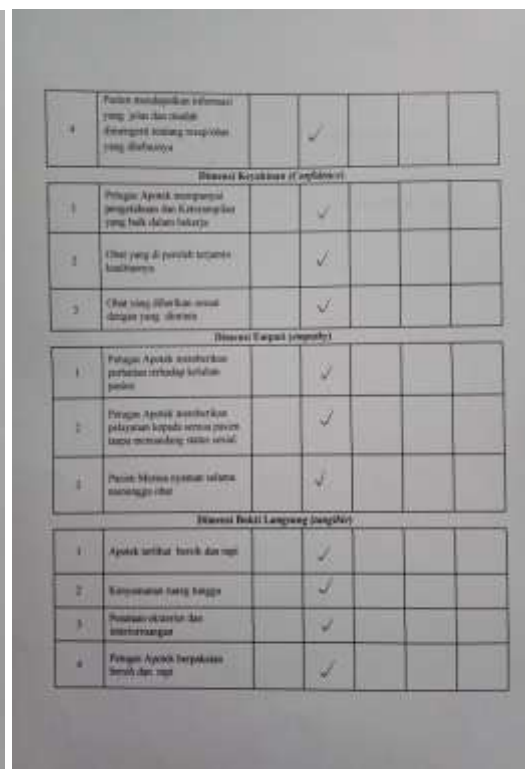 4
Pasien mendapatkan informasi
yang jelas dan mudah
dimengerti tentang resep/obat
yang ditebusnya
✓
Dimensi Keyakinan (Confidence)
1
Petugas Apotek mempunyai
pengetahuan dan Keterampilan
yang baik dalam bekerja
✓
2
Obat yang di peroleh terjamin
kualitasnya
✓
3
Obat yang diberikan sesuai
dengan yang diminta
✓
Dimensi Empati (empathy)
1
Petugas Apotek memberikan
perhatian terhadap keluhan
pasien
✓
2
Petugas Apotek memberikan
pelayanan kepada semua pasien
tanpa memandang status sosial
✓
3
Pasien Merasa nyaman selama
menunggu obat
✓
Dimensi Bukti Langsung (tangible)
1
Apotek terlihat bersih dan rapi
✓
2
Kenyamanan ruang tunggu
✓
3
Penataan eksterior dan
✓
4
Petugas Apotek berpakaian
bersih dan rapi
✓